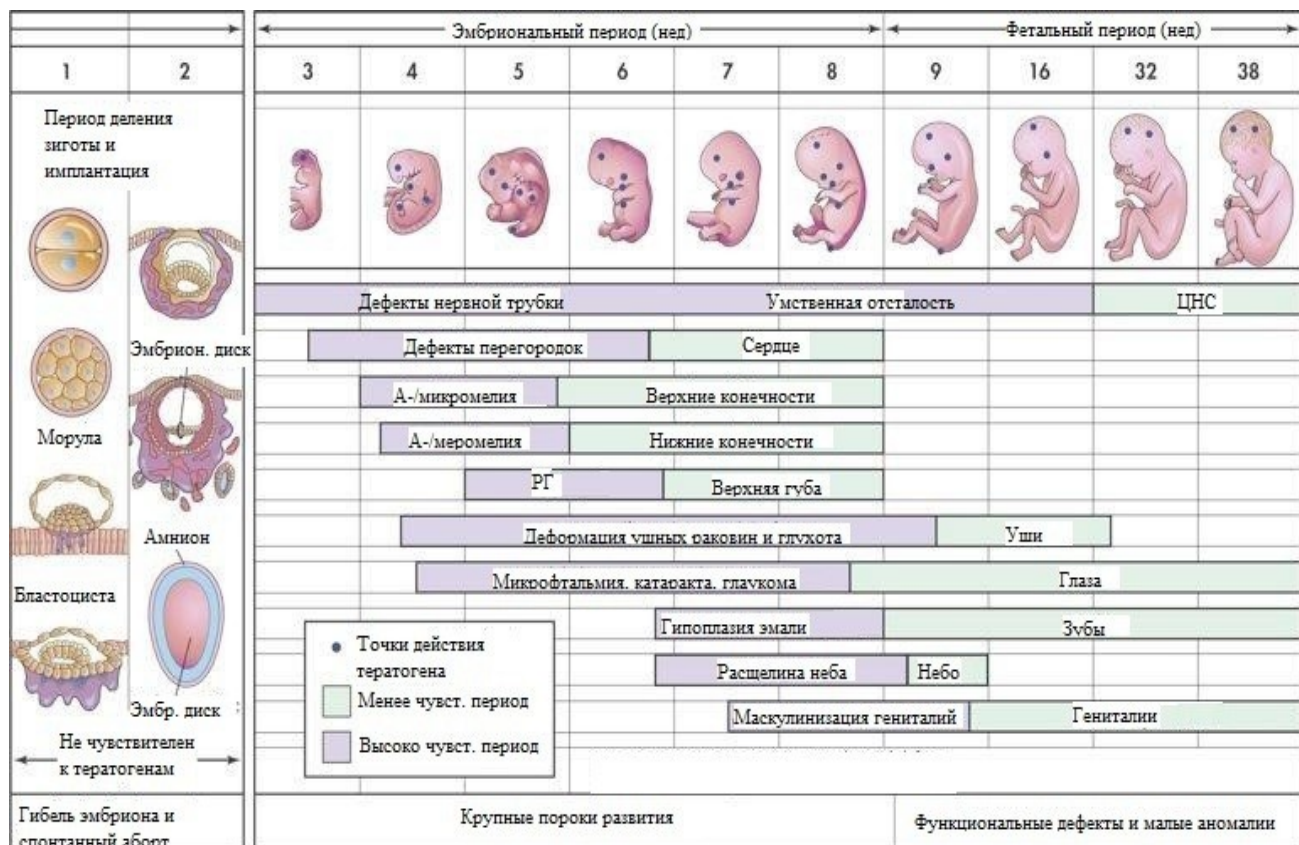 Эмбриональный период (нед)
Фетальный период (нед)
1
2
3
4
5
6
7
8
9
16
32
38
Период деления
зиготы и
имплантация
Эмбрион. диск
Морула
Амнион
Бластоциста
Эмбр. диск
Не чувствителен
к тератогенам
Дефекты нервной трубки
Умственная отсталость
ЦНС
Дефекты перегородок
Сердце
А-/микромелия
Верхние конечности
А-/меромелия
Нижние конечности
РГ
Верхняя губа
Деформация ушных раковин и глухота
Уши
Микрофтальмия, катаракта, глаукома
Глаза
Гипоплазия эмали
Зубы
Расщелина неба
Небо
Маскулинизация гениталий
Гениталии
Точки действия
тератогена
Менее чувст. период
Высоко чувст. период
Гибель эмбриона и
спонтанный аборт
Крупные пороки развития
Функциональные дефекты и малые аномалии